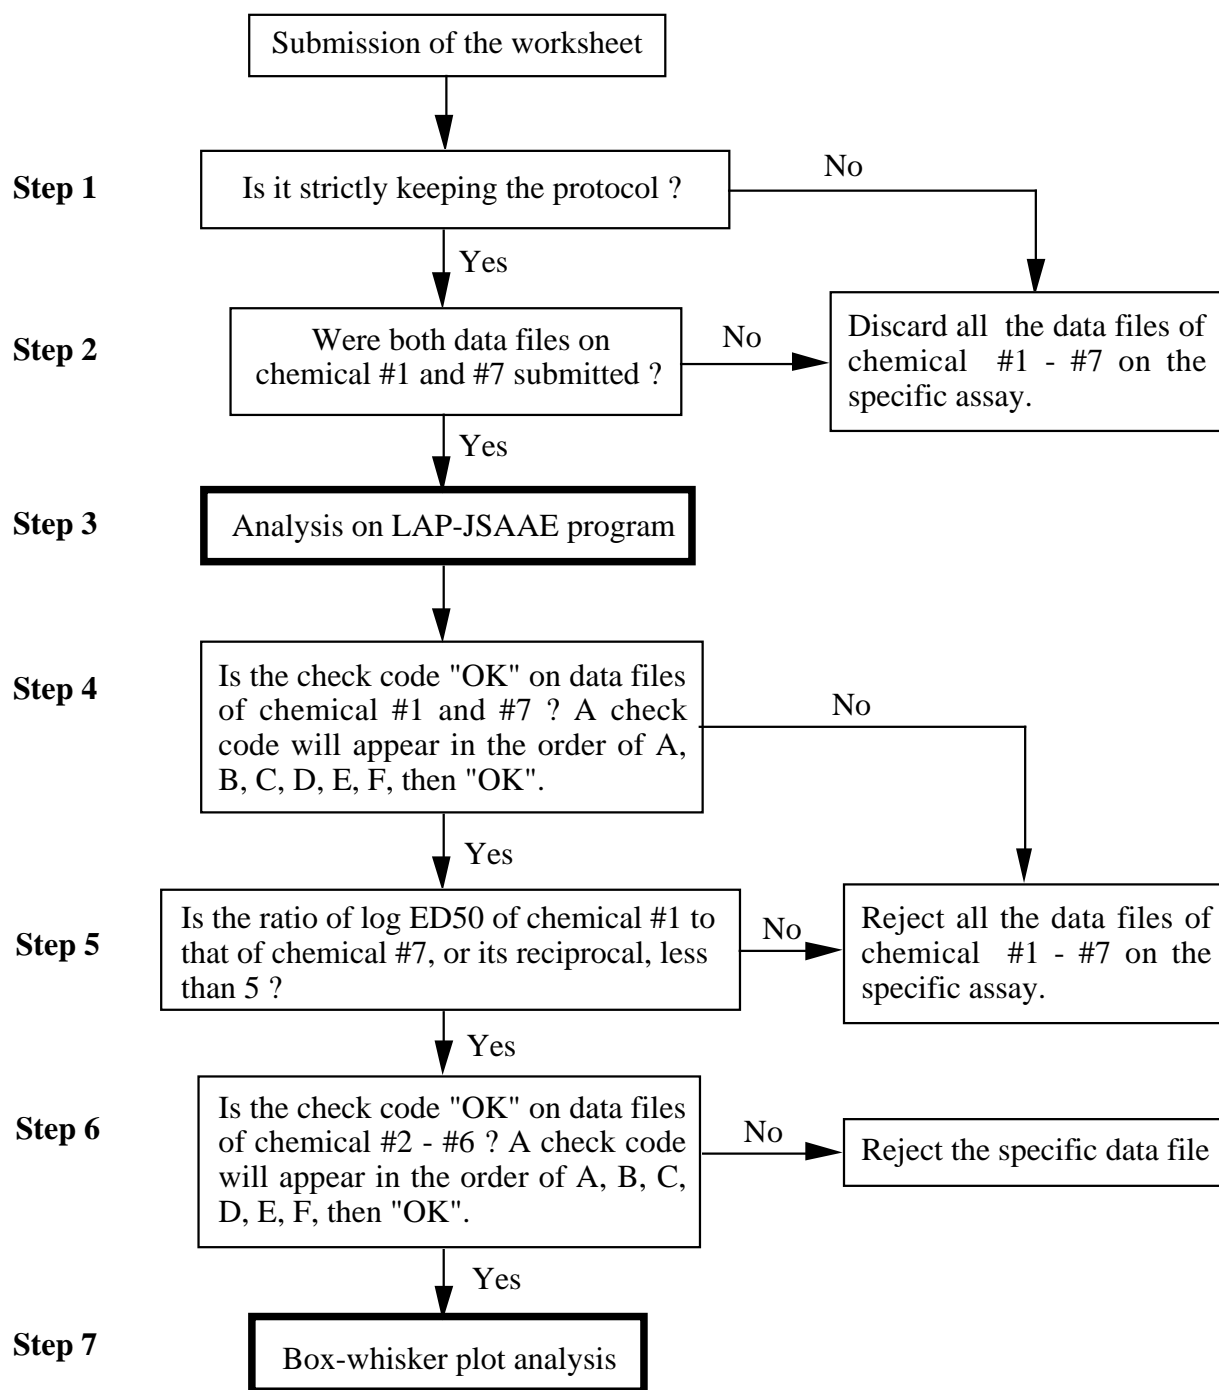 Submission of the worksheet
Step 1
Is it strictly keeping the protocol ?
No
Yes
Step 2
Were both data files on
chemical #1 and #7 submitted ?
No
Discard all the data files of
chemical #1 - #7 on the
specific assay.
Yes
Step 3
Analysis on LAP-JSAAE program
Step 4
Is the check code "OK" on data files
of chemical #1 and #7 ? A check
code will appear in the order of A,
B, C, D, E, F, then "OK".
No
Yes
Step 5
Is the ratio of log ED50 of chemical #1 to
that of chemical #7, or its reciprocal, less
than 5 ?
No
Reject all the data files of
chemical #1 - #7 on the
specific assay.
Yes
Step 6
Is the check code "OK" on data files
of chemical #2 - #6 ? A check code
will appear in the order of A, B, C,
D, E, F, then "OK".
No
Reject the specific data file
Yes
Step 7
Box-whisker plot analysis